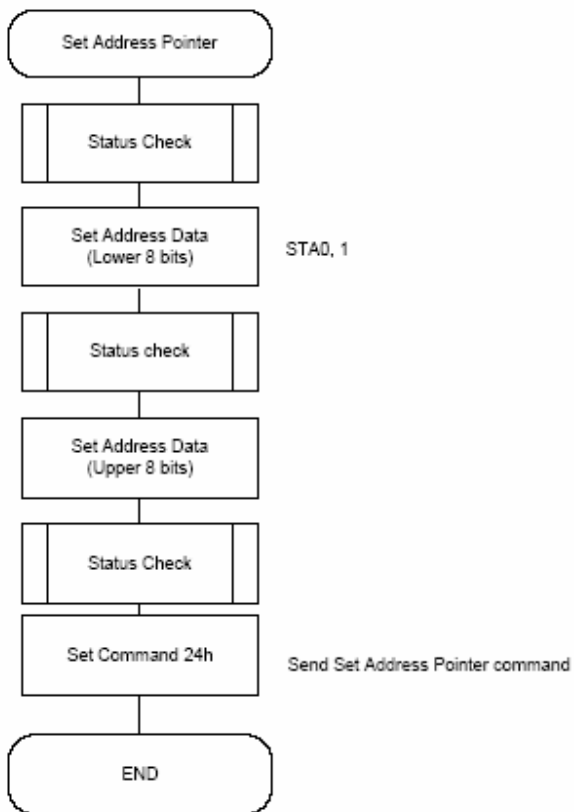 Set Address Pointer
Status Check
Set Address Data
(Lower 8 bits)
STA0, 1
Status check
Set Address Data
(Upper 8 bits)
Status Check
Set Command 24h
Send Set Address Pointer command
END